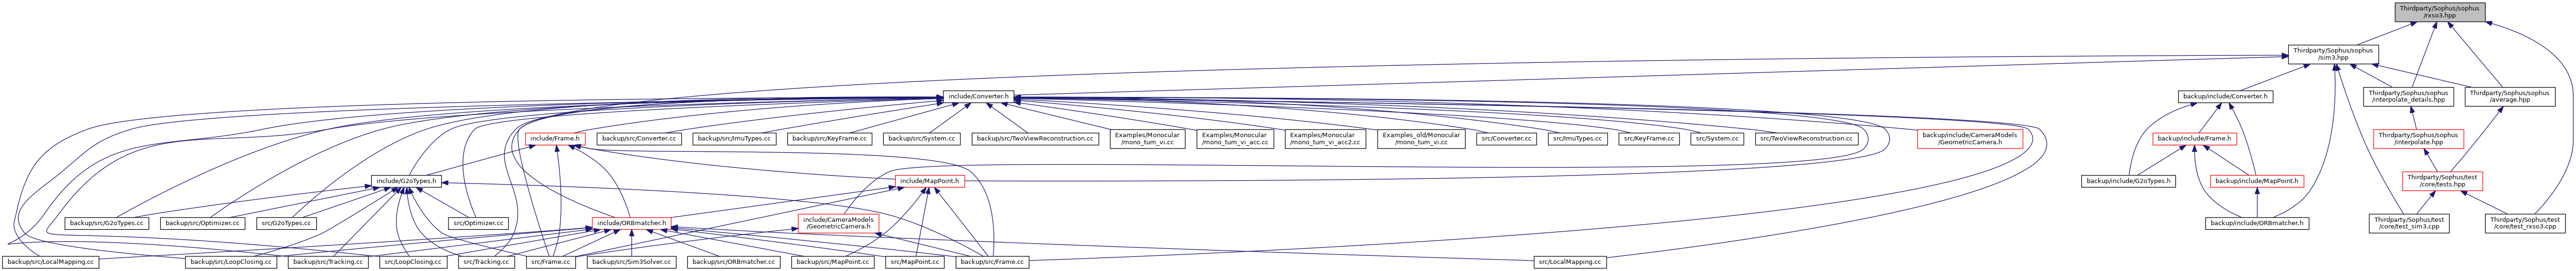 Thirdparty/Sophus/sophus
/rxso3.hpp
Thirdparty/Sophus/sophus
/sim3.hpp
include/Converter.h
backup/include/Converter.h
Thirdparty/Sophus/sophus
/interpolate_details.hpp
Thirdparty/Sophus/sophus
/average.hpp
include/Frame.h
backup/src/Converter.cc
backup/src/ImuTypes.cc
backup/src/KeyFrame.cc
backup/src/System.cc
backup/src/TwoViewReconstruction.cc
Examples/Monocular
/mono_tum_vi.cc
Examples/Monocular
/mono_tum_vi_acc.cc
Examples/Monocular
/mono_tum_vi_acc2.cc
Examples_old/Monocular
/mono_tum_vi.cc
src/Converter.cc
src/ImuTypes.cc
src/KeyFrame.cc
src/System.cc
src/TwoViewReconstruction.cc
backup/include/CameraModels
/GeometricCamera.h
backup/include/Frame.h
Thirdparty/Sophus/sophus
/interpolate.hpp
include/G2oTypes.h
include/MapPoint.h
backup/include/G2oTypes.h
backup/include/MapPoint.h
Thirdparty/Sophus/test
/core/tests.hpp
backup/src/G2oTypes.cc
backup/src/Optimizer.cc
src/G2oTypes.cc
src/Optimizer.cc
include/ORBmatcher.h
include/CameraModels
/GeometricCamera.h
backup/include/ORBmatcher.h
Thirdparty/Sophus/test
/core/test_sim3.cpp
Thirdparty/Sophus/test
/core/test_rxso3.cpp
backup/src/LocalMapping.cc
backup/src/LoopClosing.cc
backup/src/Tracking.cc
src/LoopClosing.cc
src/Tracking.cc
src/Frame.cc
backup/src/Sim3Solver.cc
backup/src/ORBmatcher.cc
backup/src/MapPoint.cc
src/MapPoint.cc
backup/src/Frame.cc
src/LocalMapping.cc